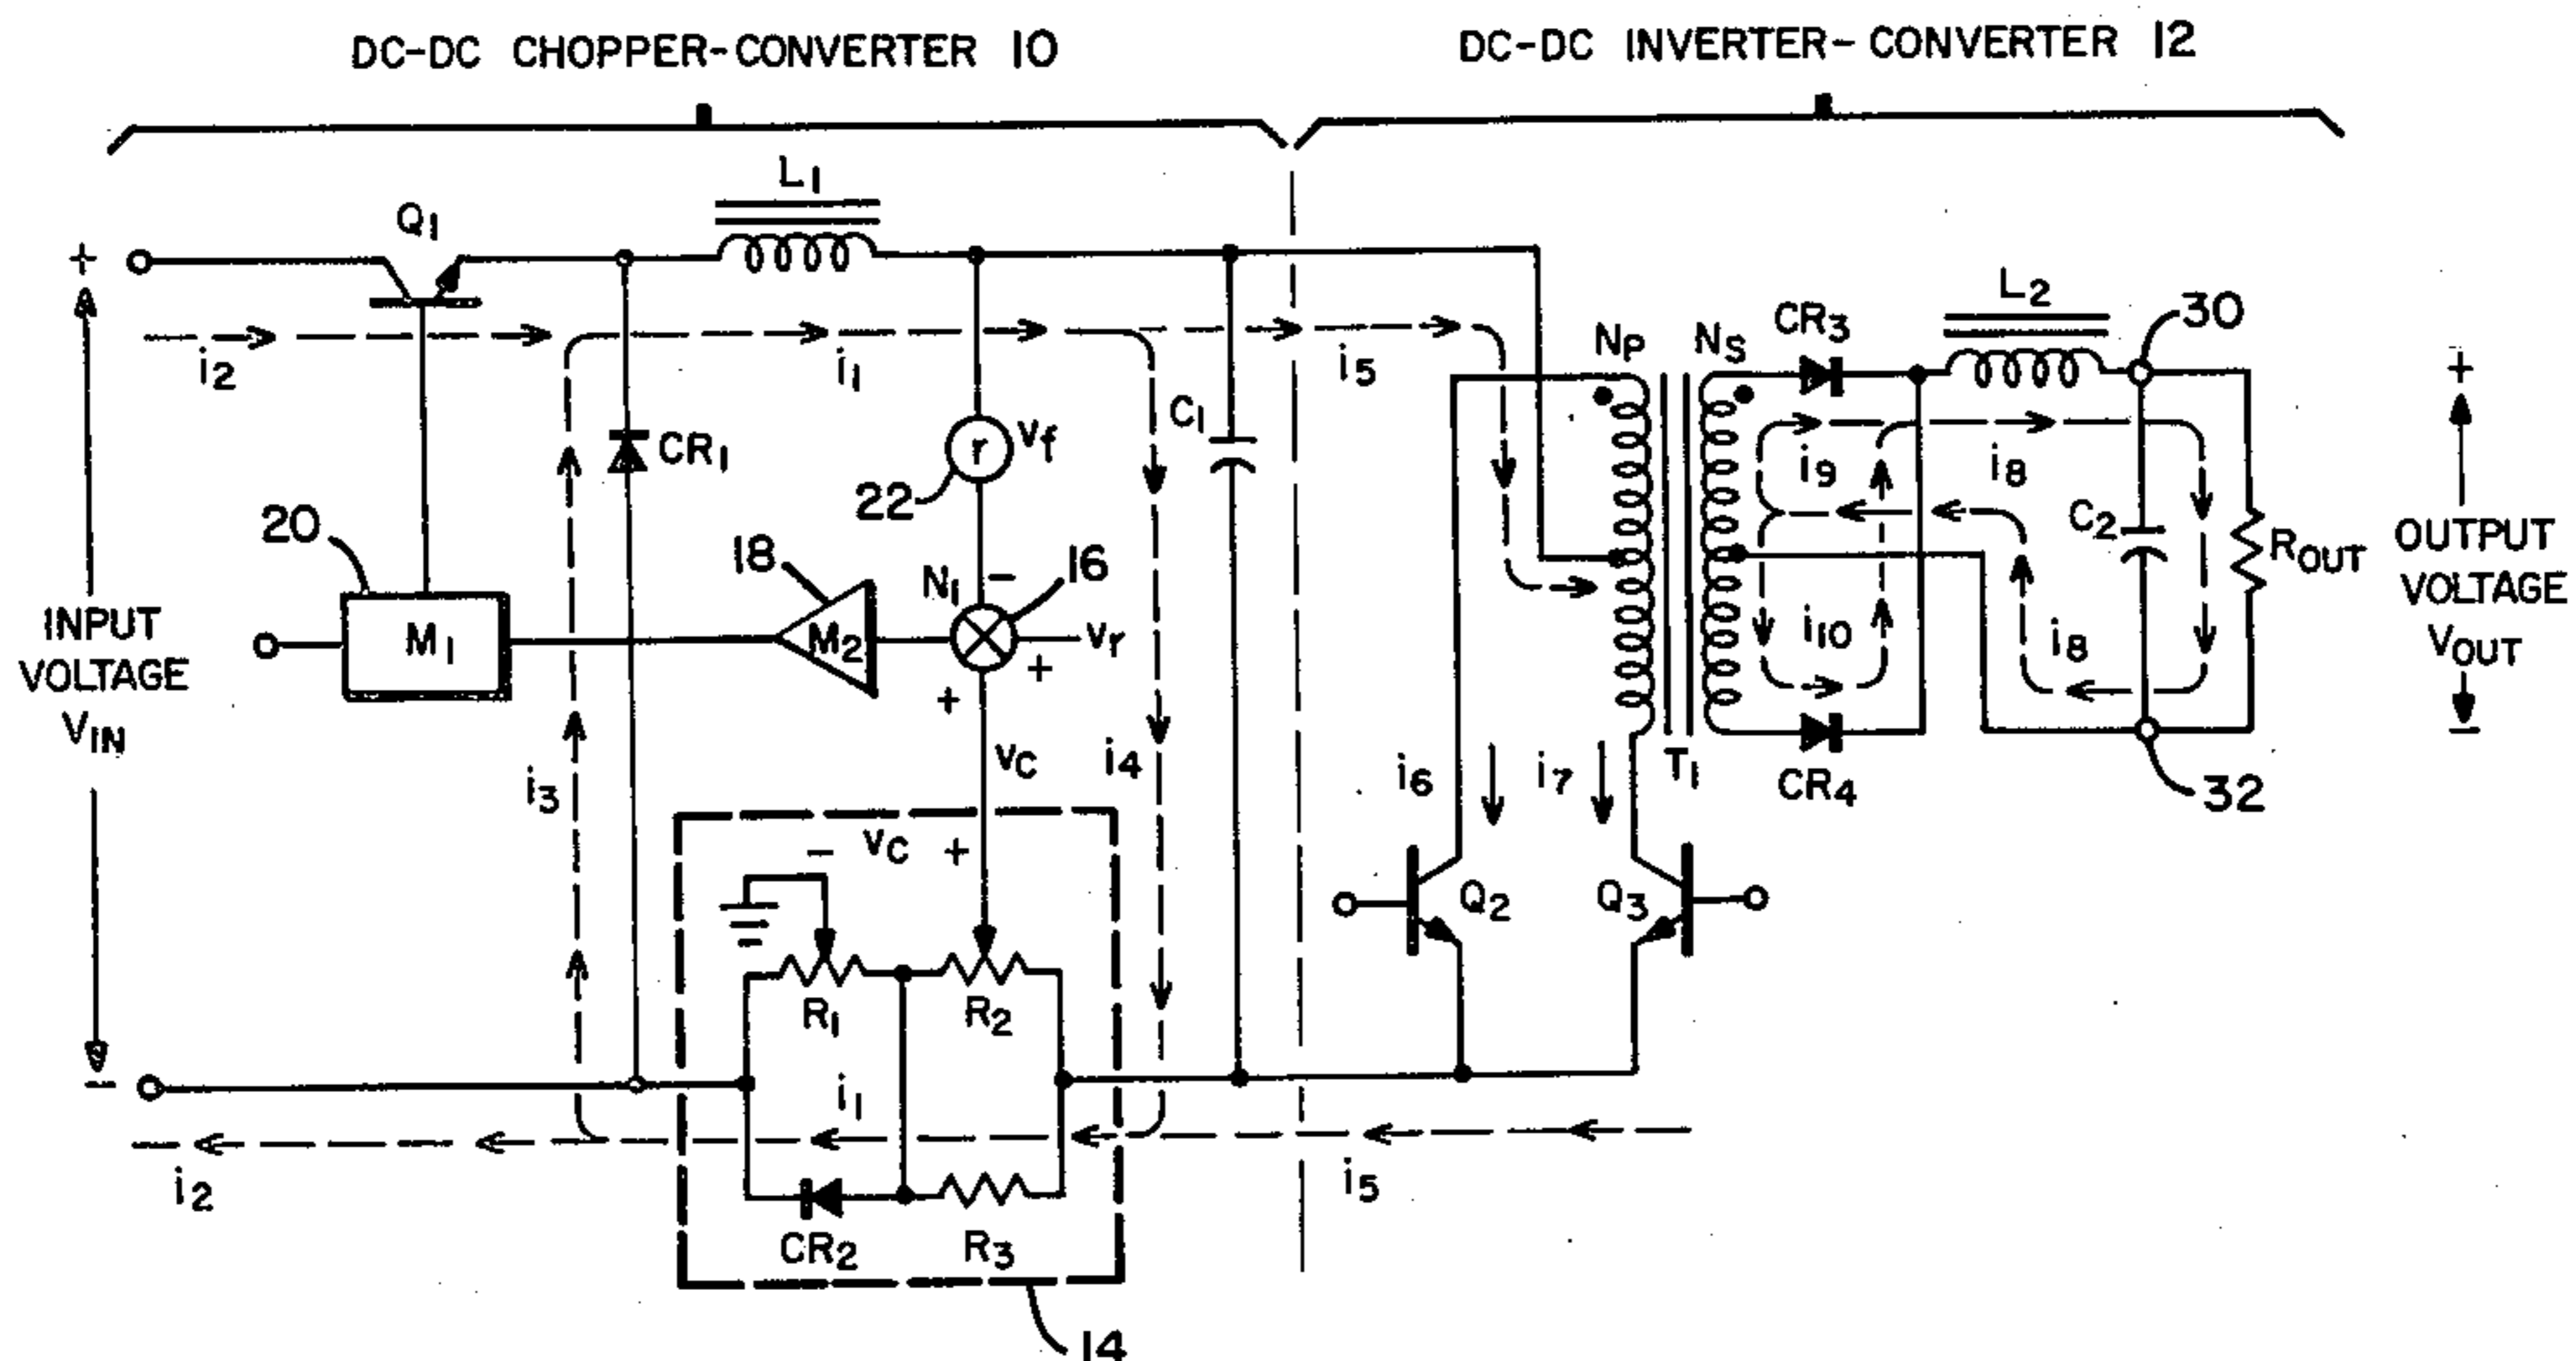 DC-DC CHOPPER-CONVERTER 10
DC-DC INVERTER-CONVERTER 12
L1
Q1
+
i2
i1
i5
CR1
r
vf
22
C1
20
18
N1
-
16
M1
M2
vr
+
+
INPUT
VOLTAGE
VIN
vc
i4
i3
-
vc
+
R1
R2
-
i1
i2
i5
CR2
R3
14
NP
NS
CR3
L2
30
+
i9
i8
C2
ROUT
OUTPUT
VOLTAGE
VOUT
i10
i8
-
i6
i7
T1
CR4
32
Q2
Q3